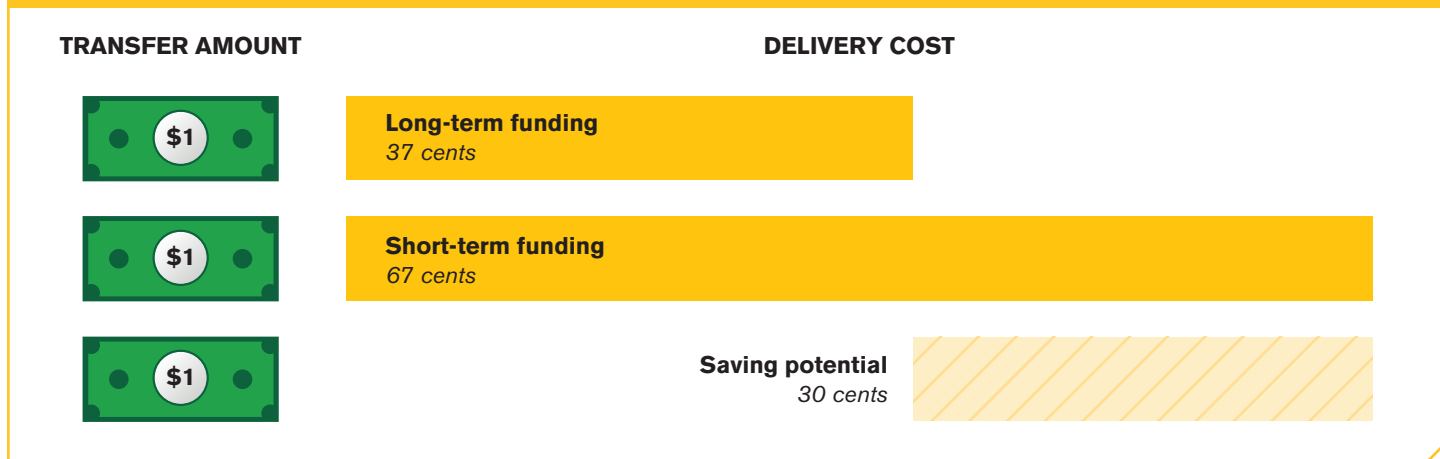 TRANSFER AMOUNT
DELIVERY COST
$1
Long-term funding
37 cents
$1
Short-term funding
67 cents
$1
Saving potential
30 cents